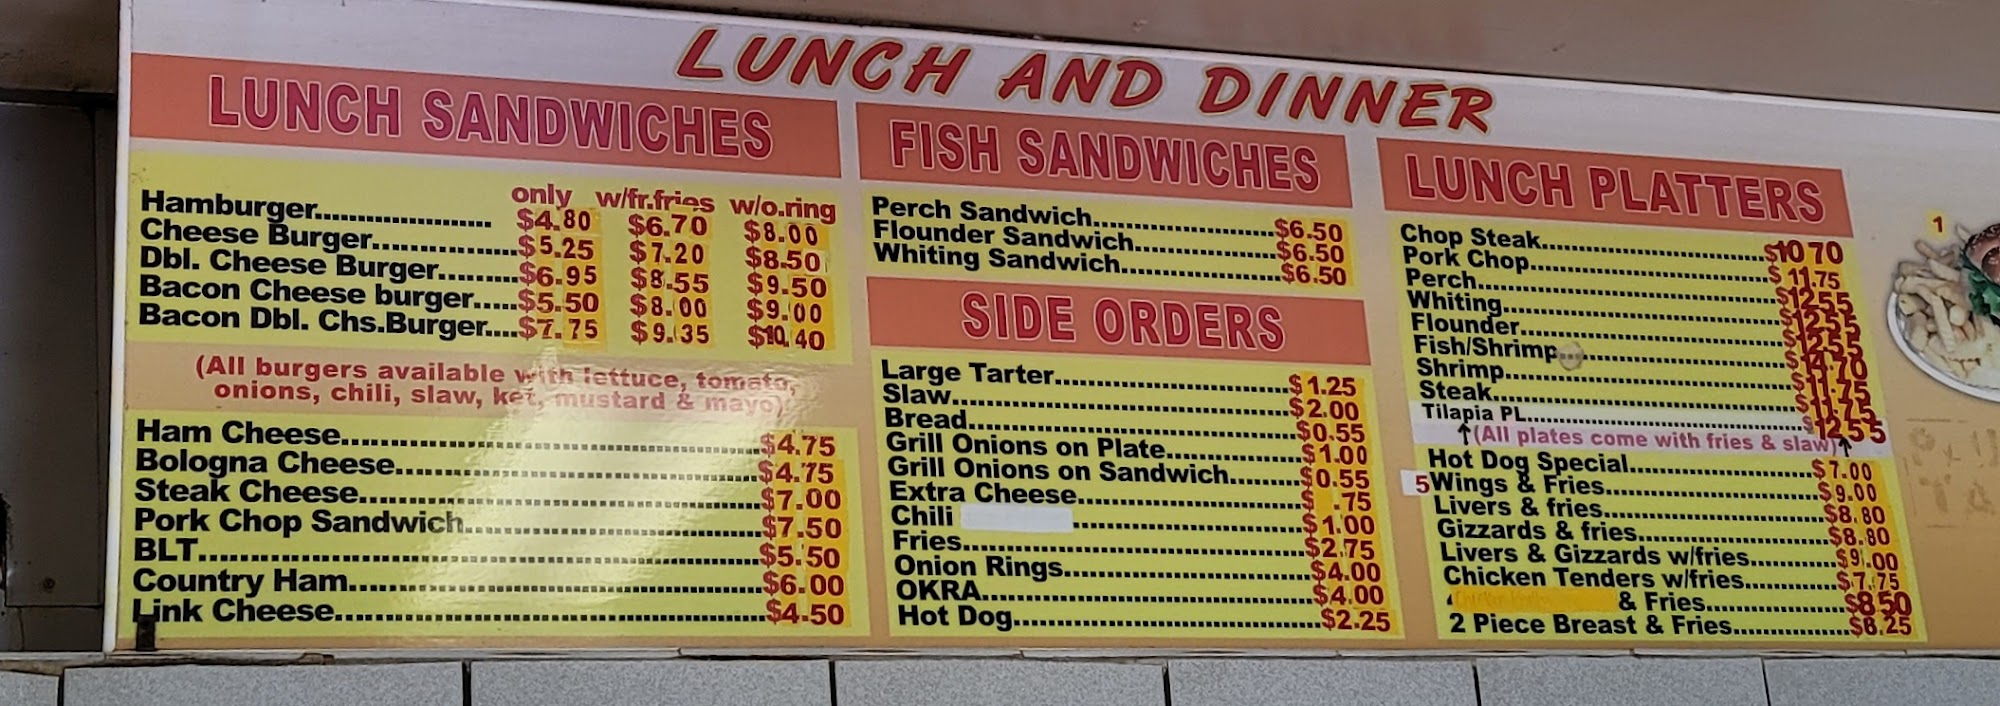 LUNCH AND DINNER
LUNCH SANDWICHES
only w/fr.fries w/o.ring
Hamburger.................... $4.80 $6.70 $8.00
Cheese Burger................$5.25 $7.20 $8.50
Dbl. Cheese Burger.........$6.95 $8.55 $9.50
Bacon Cheese burger.....$5.50 $8.00 $9.00
Bacon Dbl. Chs.Burger....$7.75 $9.35 $10.40
(All burgers available with lettuce, tomato,
onions, chili, slaw, ket, mustard & mayo)
Ham Cheese..................................................$4.75
Bologna Cheese............................................$4.75
Steak Cheese................................................$7.00
Pork Chop Sandwich....................................$7.50
BLT...............................................................$5.50
Country Ham.................................................$6.00
Link Cheese..................................................$4.50
FISH SANDWICHES
Perch Sandwich......................$6.50
Flounder Sandwich.................$6.50
Whiting Sandwich...................$6.50
SIDE ORDERS
Large Tarter............................$1.25
Slaw........................................$2.00
Bread......................................$0.55
Grill Onions on Plate................$1.00
Grill Onions on Sandwich.........$0.55
Extra Cheese...........................$ .75
Chili ............................$1.00
Fries.......................................$2.75
Onion Rings............................$4.00
OKRA......................................$4.00
Hot Dog..................................$2.25
LUNCH PLATTERS
Chop Steak............................$10 70
Pork Chop.............................$11.75
Perch....................................$1255
Whiting.................................$1255
Flounder...............................$1255
Fish/Shrimp..........................$14.70
Shrimp..................................$11.75
Steak....................................$11.75
Tilapia PL..............................$1255
(All plates come with fries & slaw)
Hot Dog Special.....................$7.00
5 Wings & Fries......................$9.00
Livers & fries..........................$8.80
Gizzards & fries......................$8.80
Livers & Gizzards w/fries.........$9.00
Chicken Tenders w/fries..........$7.75
& Fries..............$8.50
2 Piece Breast & Fries.............$8.25
1